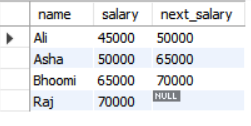 name salary next_salary
Ali 45000 50000
Asha 50000 65000
Bhoomi 65000 70000
Raj 70000 NULL